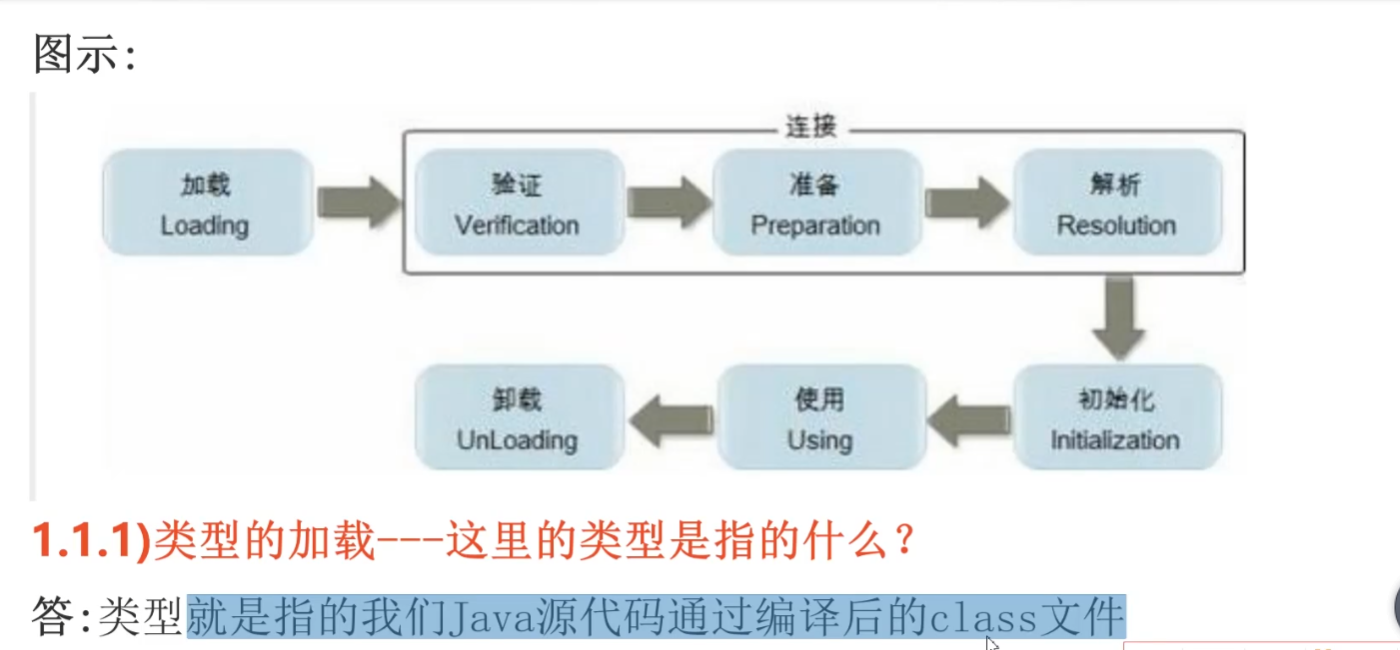 图示:
连接
加载
Loading
验证
Verification
准备
Preparation
解析
Resolution
卸载
UnLoading
使用
Using
初始化
Initialization
1.1.1)类型的加载---这里的类型是指的什么？
答:类型就是指的我们Java源代码通过编译后的class文件